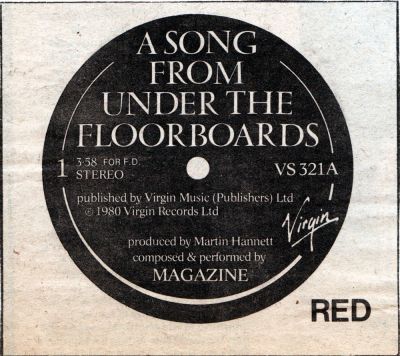 A SONG
FROM
UNDER THE
FLOORBOARDS
1 3·58 FOR F.D. VS 321A
STEREO
published by Virgin Music (Publishers) Ltd
℗ 1980 Virgin Records Ltd
Virgin
produced by Martin Hannett
composed & performed by
MAGAZINE
RED